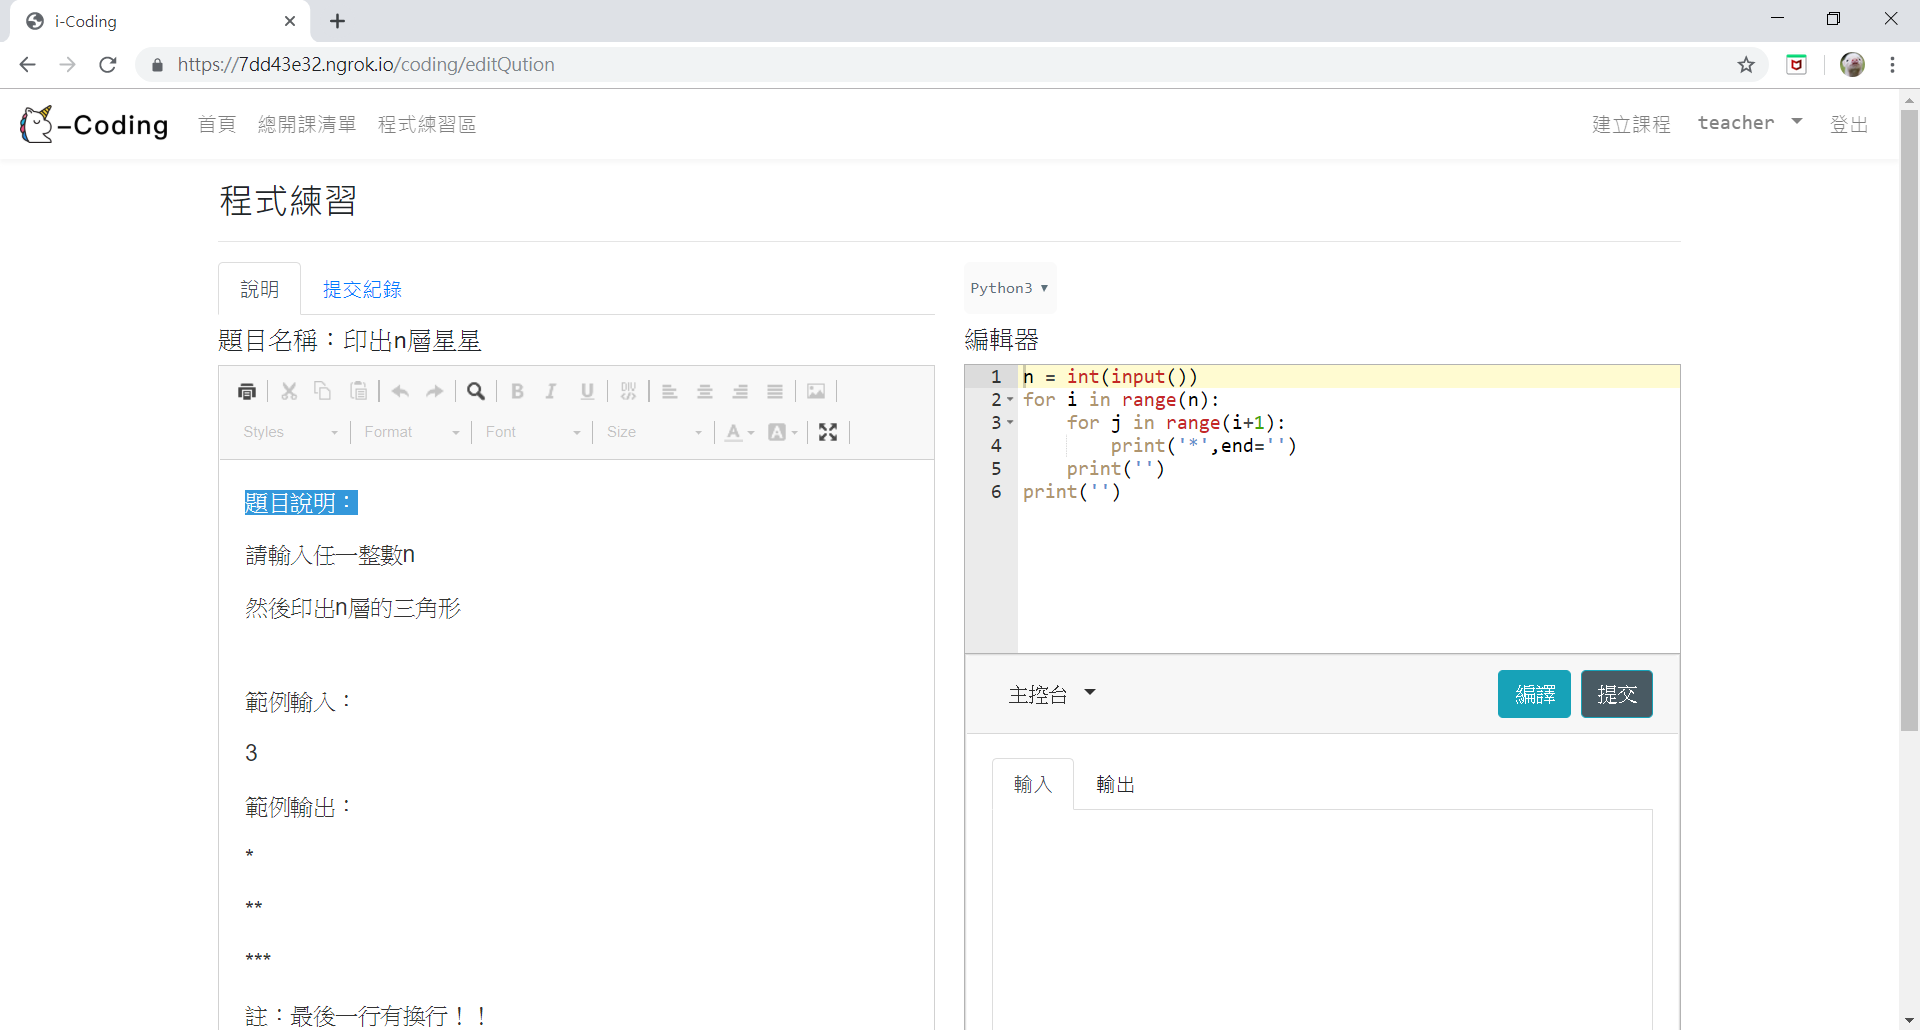 i-Coding
https://7dd43e32.ngrok.io/coding/editQution
-Coding 首頁 總開課清單 程式練習區 建立課程 teacher 登出
程式練習
說明 提交紀錄
題目名稱：印出n層星星
B I U DIV
Styles Format Font Size A A
題目說明：
請輸入任一整數n
然後印出n層的三角形
範例輸入：
3
範例輸出：
*
**
***
註：最後一行有換行！！
Python3
編輯器
1 n = int(input())
2 for i in range(n):
3     for j in range(i+1):
4         print('*',end='')
5     print('')
6 print('')
主控台 編譯 提交
輸入 輸出